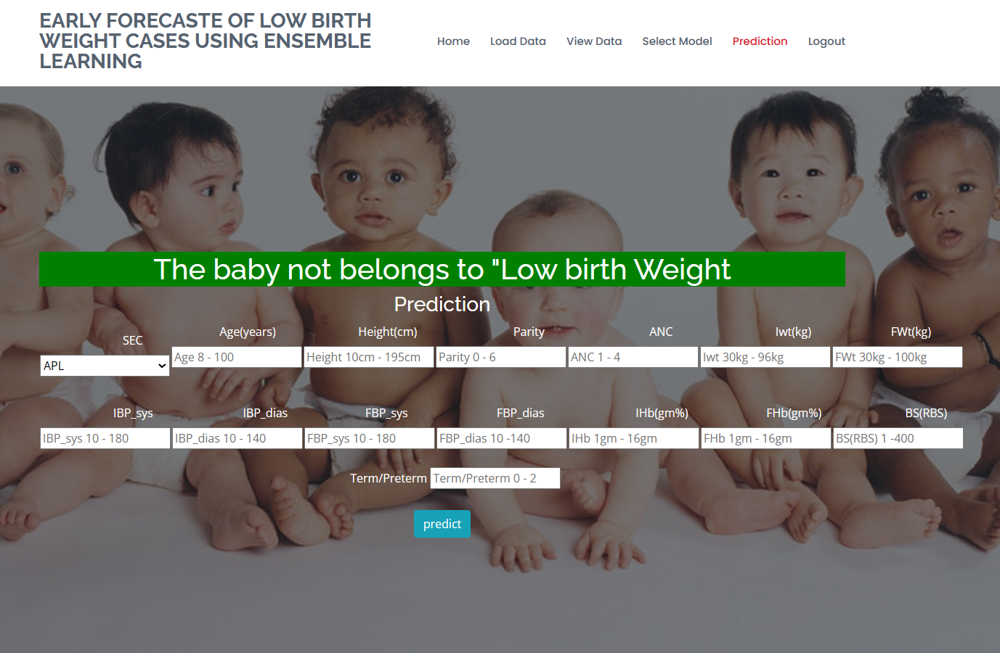 EARLY FORECASTE OF LOW BIRTH
WEIGHT CASES USING ENSEMBLE
LEARNING
Home Load Data View Data Select Model Prediction Logout
The baby not belongs to "Low birth Weight
Prediction
SEC Age(years) Height(cm) Parity ANC Iwt(kg) FWt(kg)
APL Age 8 - 100 Height 10cm - 195cm Parity 0 - 6 ANC 1 - 4 Iwt 30kg - 96kg FWt 30kg - 100kg
IBP_sys IBP_dias FBP_sys FBP_dias IHb(gm%) FHb(gm%) BS(RBS)
IBP_sys 10 - 180 IBP_dias 10 - 140 FBP_sys 10 - 180 FBP_dias 10 -140 IHb 1gm - 16gm FHb 1gm - 16gm BS(RBS) 1 -400
Term/Preterm Term/Preterm 0 - 2
predict